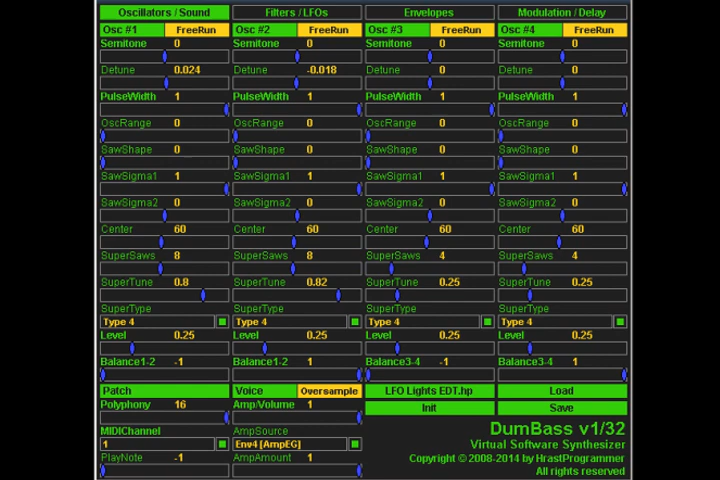 Oscillators / Sound Filters / LFOs Envelopes Modulation / Delay
Osc #1 FreeRun Osc #2 FreeRun Osc #3 FreeRun Osc #4 FreeRun
Semitone 0 Semitone 0 Semitone 0 Semitone 0
Detune 0.024 Detune -0.018 Detune 0 Detune 0
PulseWidth 1 PulseWidth 1 PulseWidth 1 PulseWidth 1
OscRange 0 OscRange 0 OscRange 0 OscRange 0
SawShape 0 SawShape 0 SawShape 0 SawShape 0
SawSigma1 1 SawSigma1 1 SawSigma1 1 SawSigma1 1
SawSigma2 0 SawSigma2 0 SawSigma2 0 SawSigma2 0
Center 60 Center 60 Center 60 Center 60
SuperSaws 8 SuperSaws 8 SuperSaws 4 SuperSaws 4
SuperTune 0.8 SuperTune 0.82 SuperTune 0.25 SuperTune 0.25
SuperType SuperType SuperType SuperType
Type 4 Type 4 Type 4 Type 4
Level 0.25 Level 0.25 Level 0.25 Level 0.25
Balance1-2 -1 Balance1-2 1 Balance3-4 -1 Balance3-4 1
Patch Voice Oversample LFO Lights EDT.hp Load
Polyphony 16 Amp/Volume 1 Init Save
MIDIChannel AmpSource DumBass v1/32
1 Env4 [AmpEG] Virtual Software Synthesizer
PlayNote -1 AmpAmount 1 Copyright © 2008-2014 by HrastProgrammer
All rights reserved